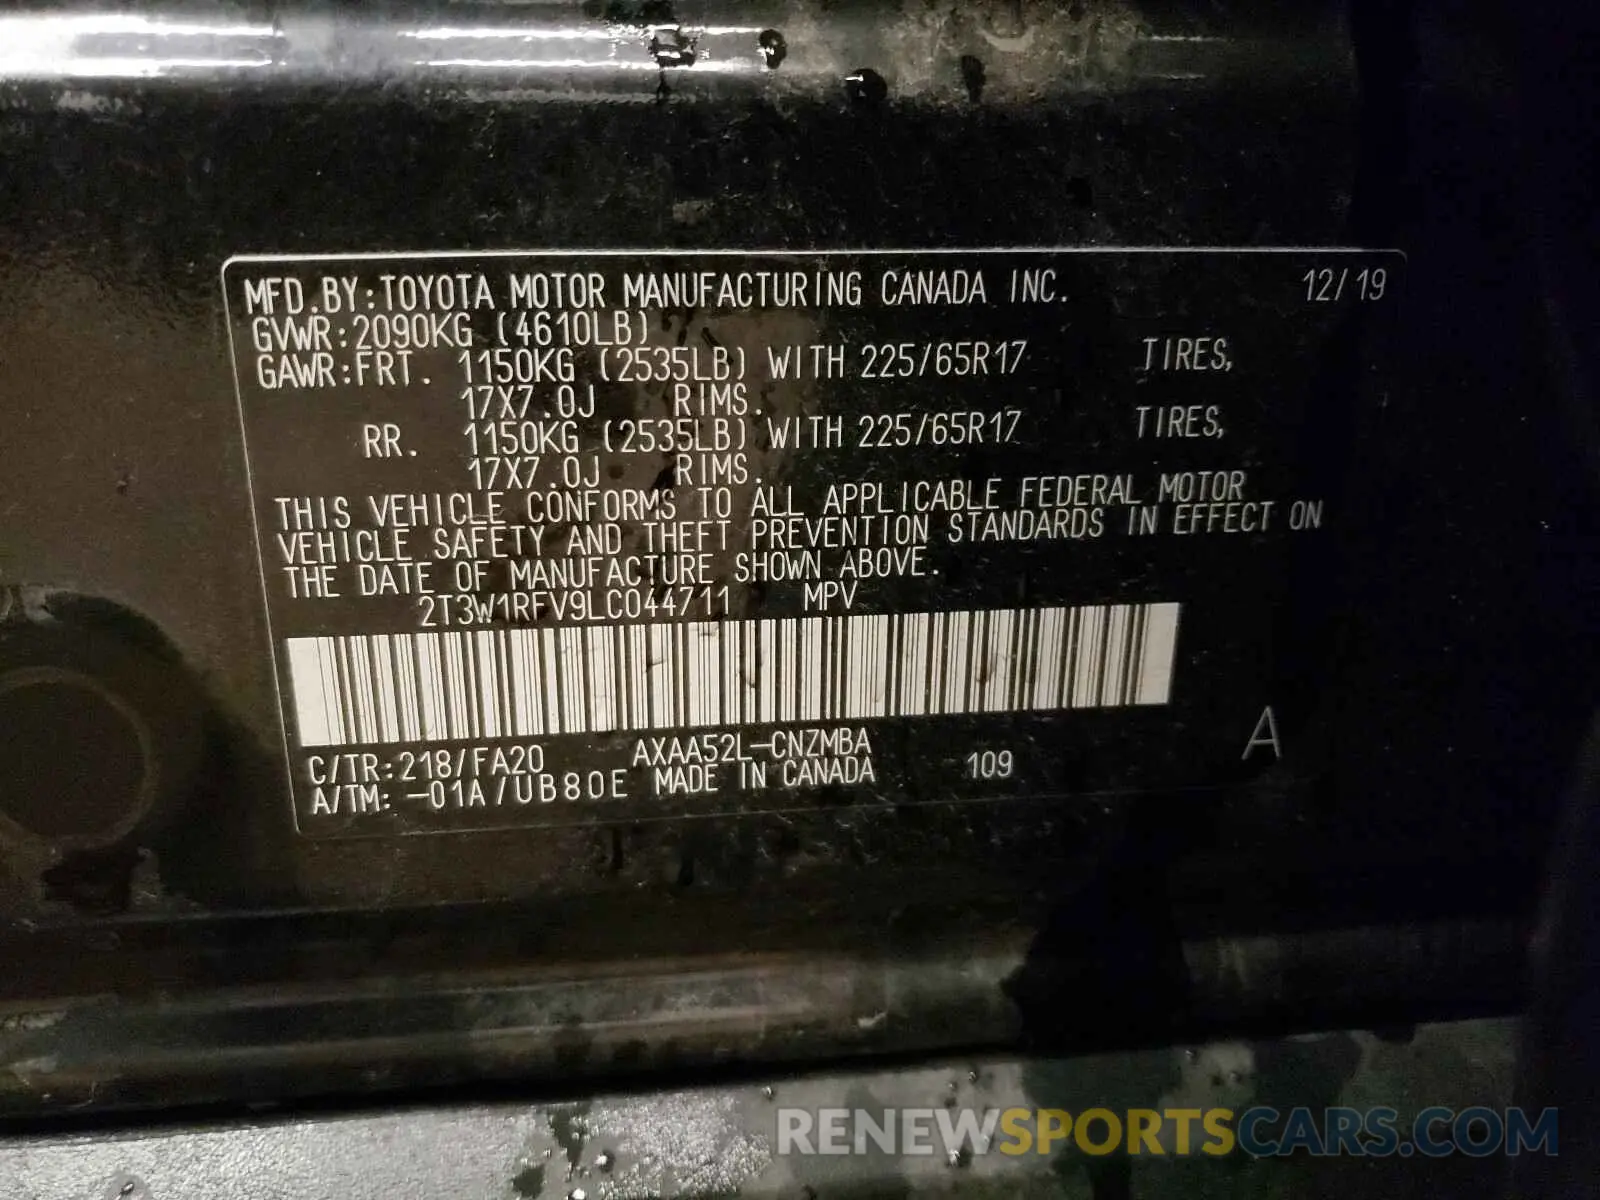 MFD.BY:TOYOTA MOTOR MANUFACTURING CANADA INC. 12/19
GVWR:2090KG (4610LB)
GAWR:FRT. 1150KG (2535LB) WITH 225/65R17 TIRES,
17X7.0J RIMS.
RR. 1150KG (2535LB) WITH 225/65R17 TIRES,
17X7.0J RIMS.
THIS VEHICLE CONFORMS TO ALL APPLICABLE FEDERAL MOTOR
VEHICLE SAFETY AND THEFT PREVENTION STANDARDS IN EFFECT ON
THE DATE OF MANUFACTURE SHOWN ABOVE.
2T3W1RFV9LC044711 MPV
C/TR:218/FA20 AXAA52L-CNZMBA
A/TM:-01A/UB80E MADE IN CANADA 109 A
RENEWSPORTSCARS.COM